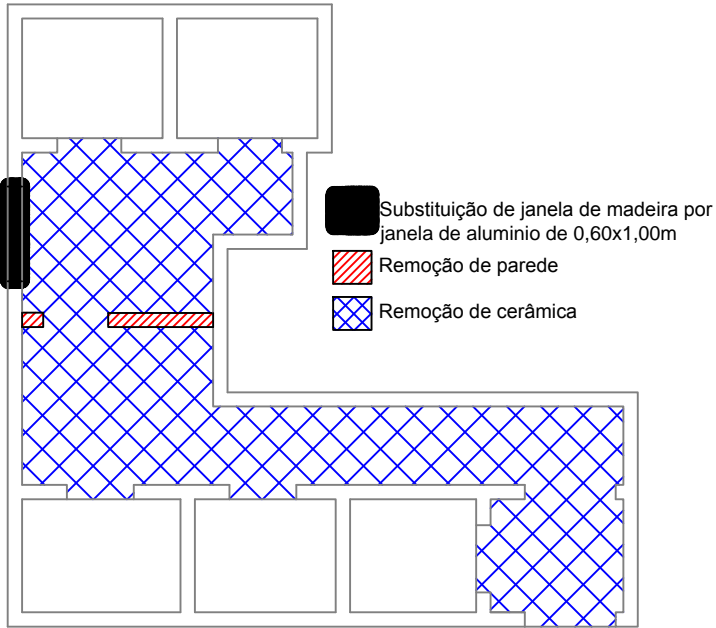 Substituição de janela de madeira por
janela de aluminio de 0,60x1,00m
Remoção de parede
Remoção de cerâmica